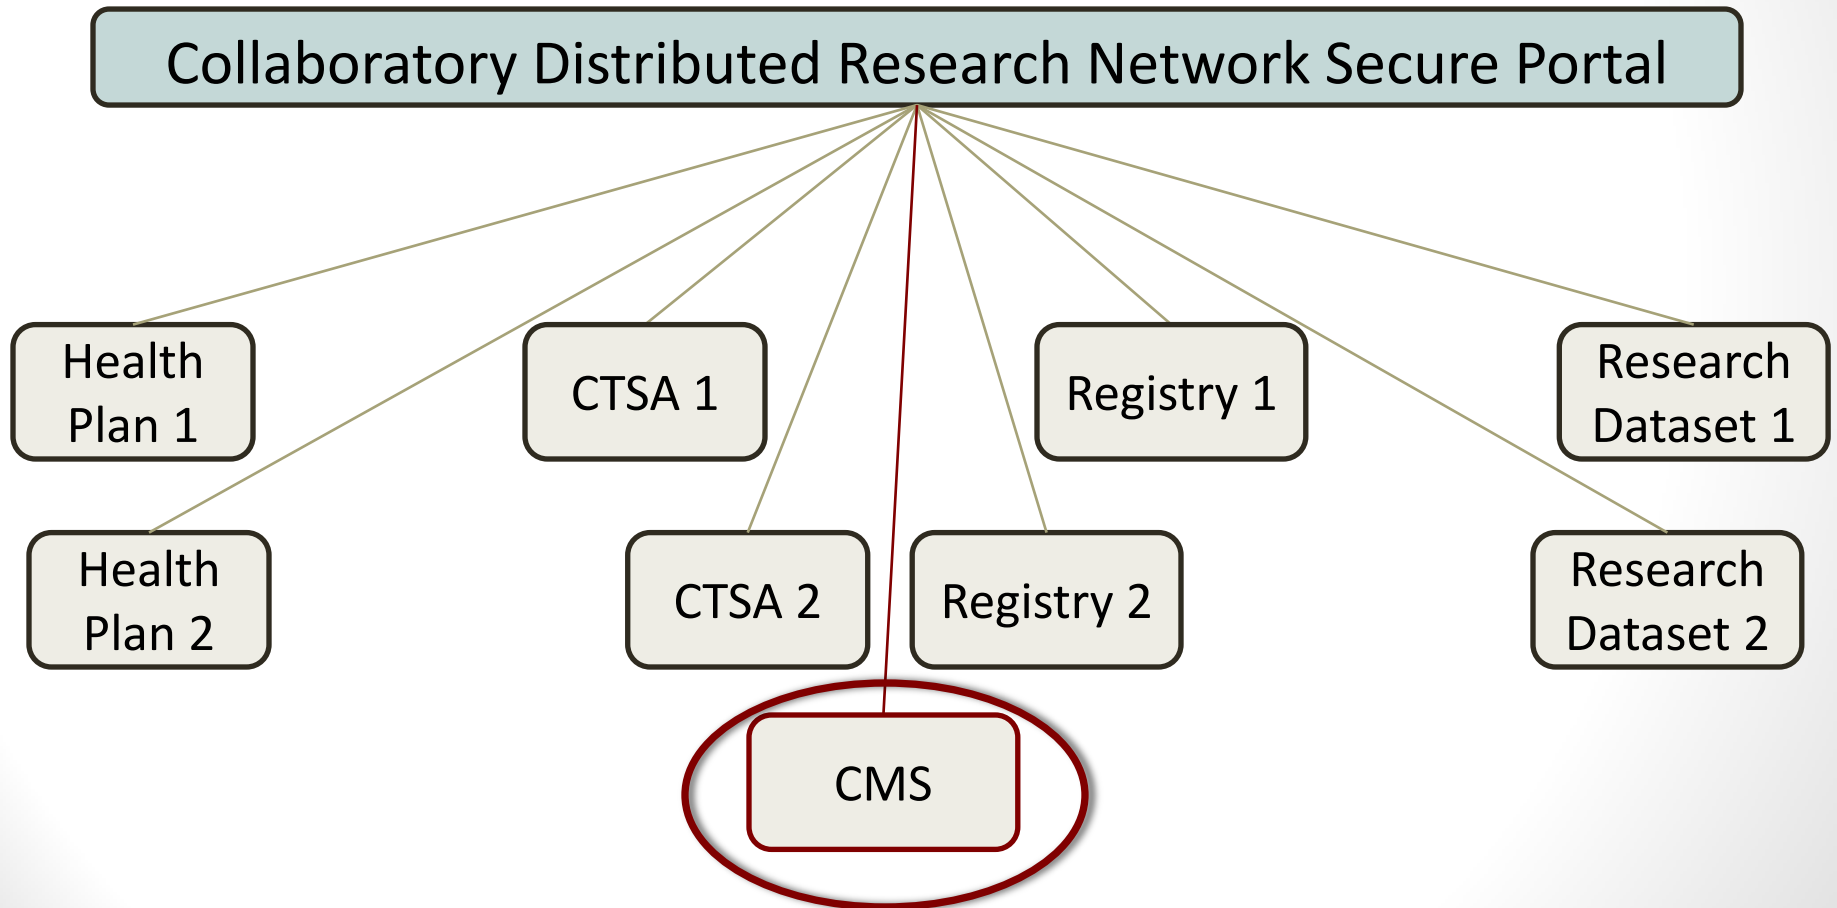 Collaboratory Distributed Research Network Secure Portal
Health
Plan 1
CTSA 1
Registry 1
Research
Dataset 1
Health
Plan 2
CTSA 2
Registry 2
Research
Dataset 2
CMS